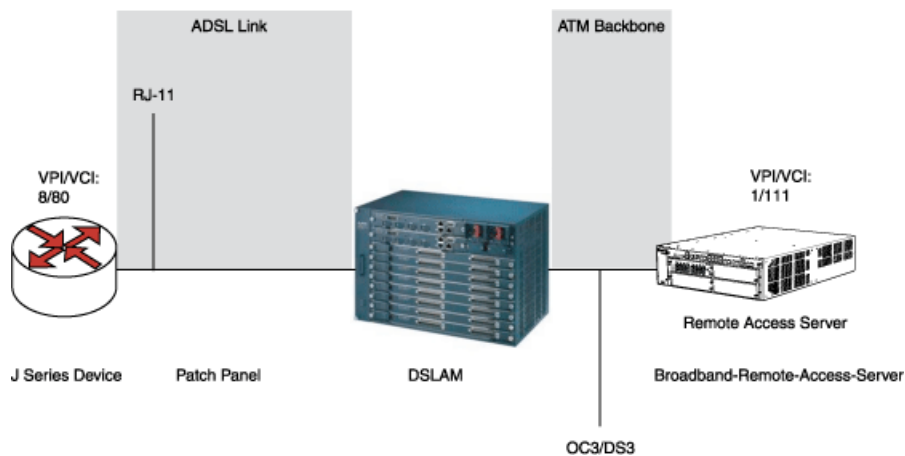 ADSL Link
ATM Backbone
RJ-11
VPI/VCI:
8/80
VPI/VCI:
1/111
Remote Access Server
J Series Device
Patch Panel
DSLAM
Broadband-Remote-Access-Server
OC3/DS3